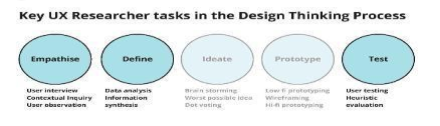 Key UX Researcher tasks in the Design Thinking Process
Empathise
Define
Ideate
Prototype
Test
User interview
Contextual Inquiry
User observation
Data analysis
Information
synthesis
Brain storming
Worst possible idea
Dot voting
Low-fi prototyping
Wireframing
Hi-fi prototyping
User testing
Heuristic
evaluation